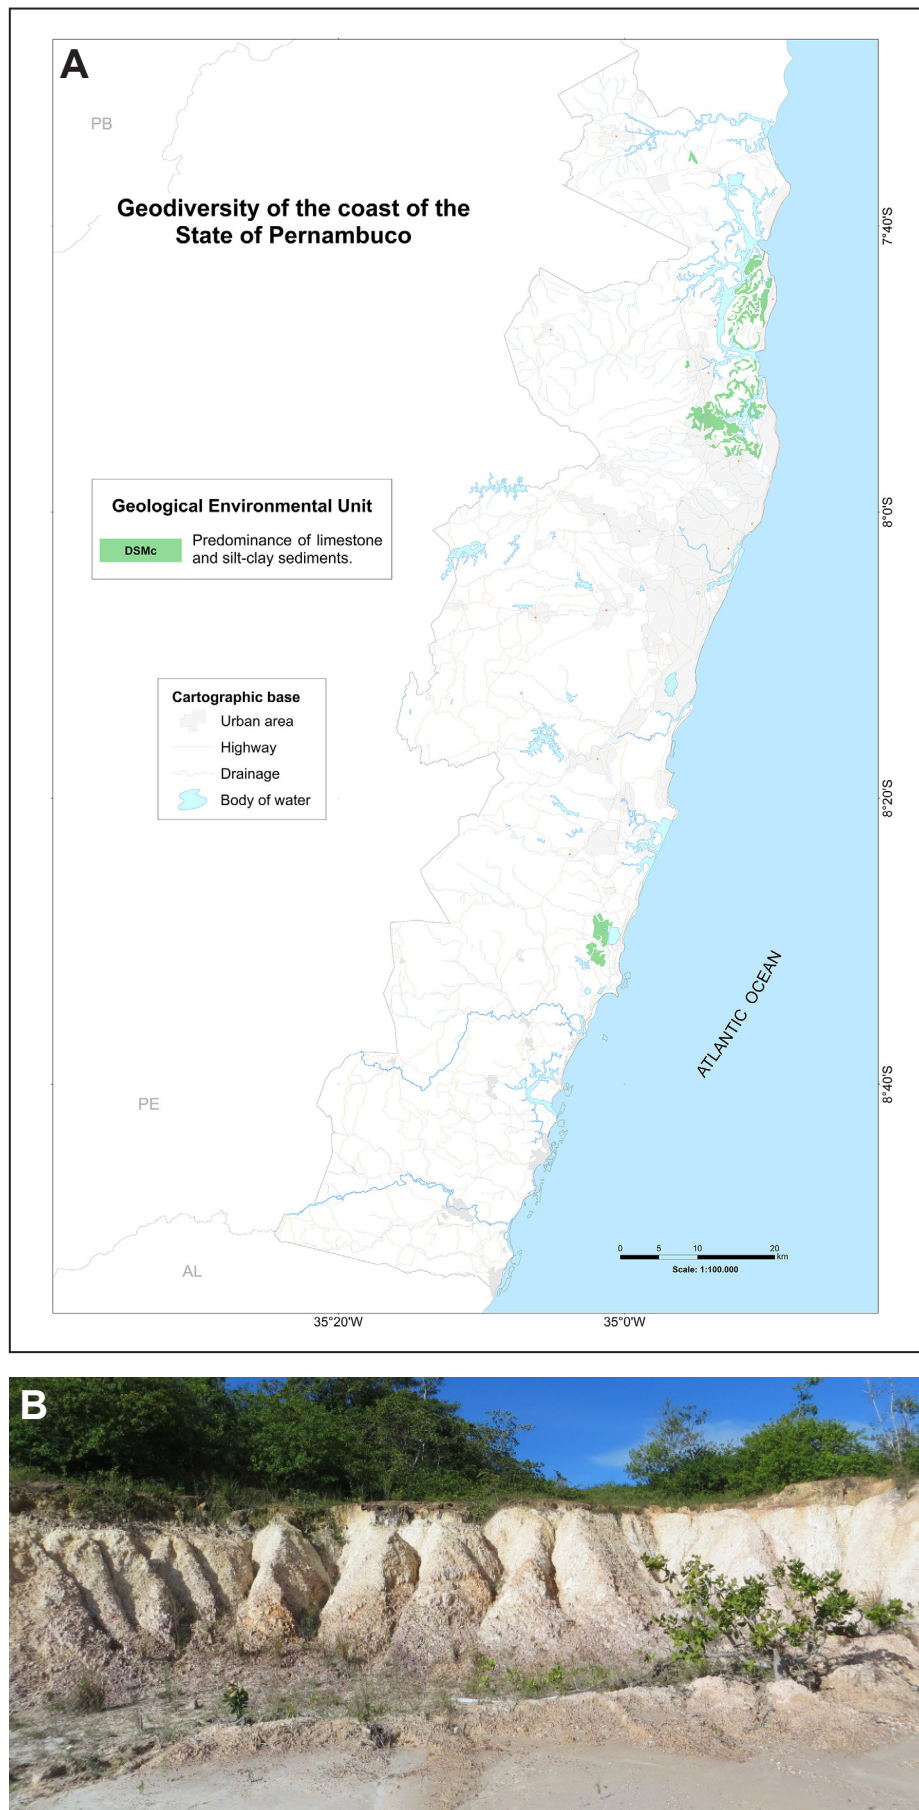 A
PB
Geodiversity of the coast of the
State of Pernambuco
7°40'S
Geological Environmental Unit
DSMc
Predominance of limestone
and silt-clay sediments.
8°0'S
Cartographic base
Urban area
Highway
Drainage
Body of water
8°20'S
ATLANTIC OCEAN
8°40'S
PE
AL
0 5 10 20
km
Scale: 1:100.000
35°20'W
35°0'W
B